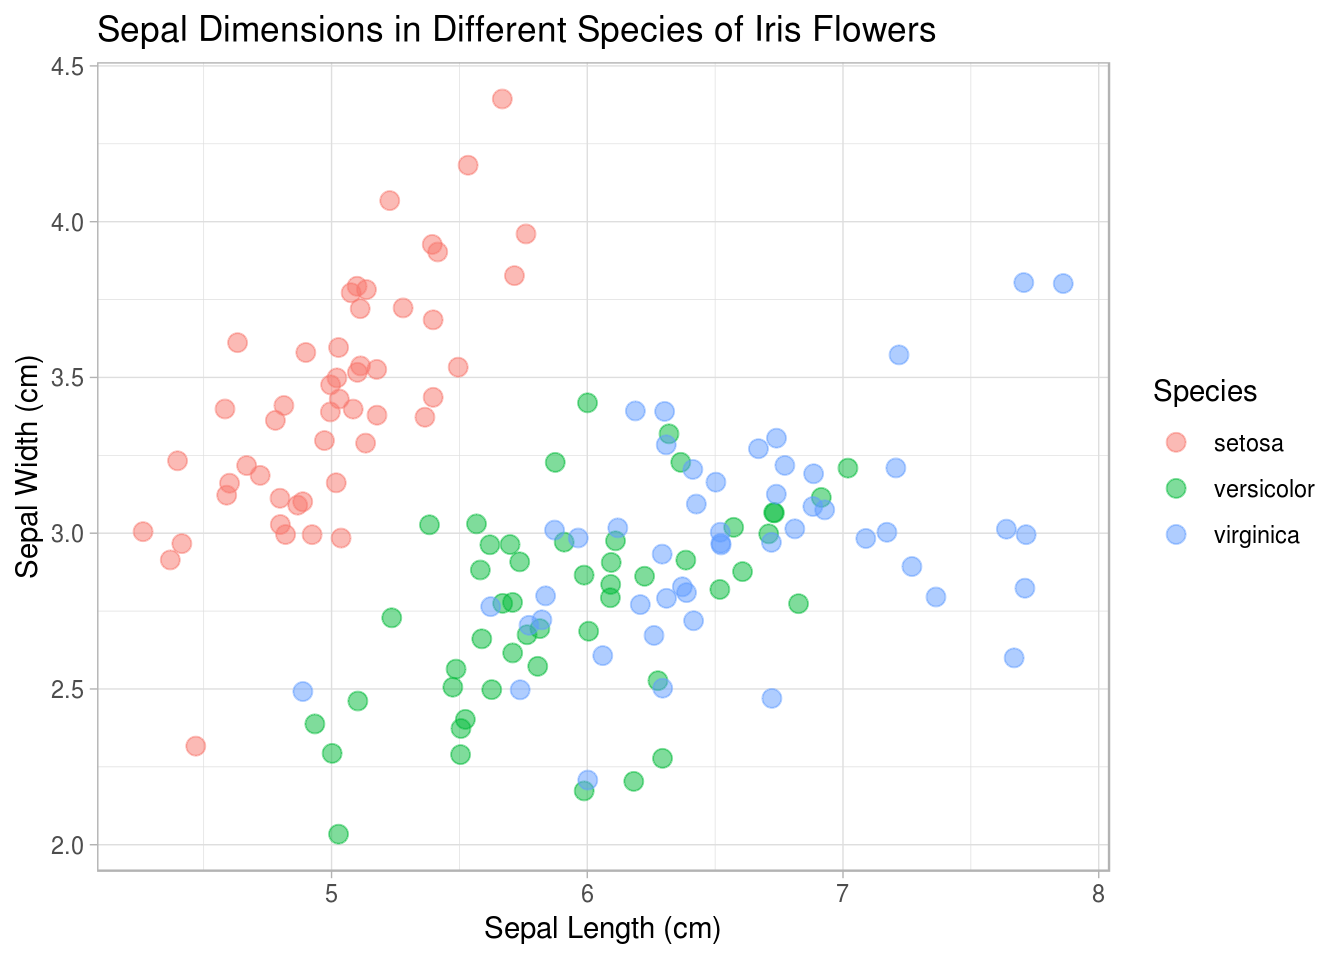 Sepal Dimensions in Different Species of Iris Flowers
4.5
4.0
3.5
3.0
2.5
2.0
Sepal Width (cm)
5 6 7 8
Sepal Length (cm)
Species
setosa
versicolor
virginica